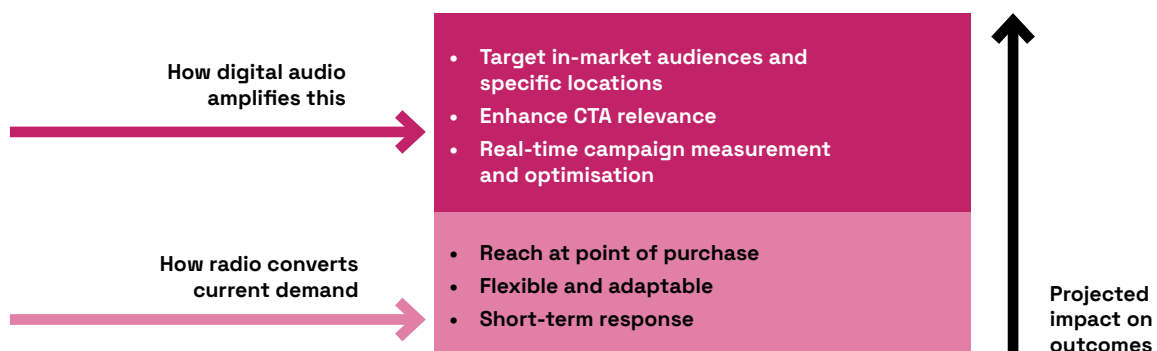 How digital audio
amplifies this
• Target in-market audiences and
specific locations
• Enhance CTA relevance
• Real-time campaign measurement
and optimisation
How radio converts
current demand
• Reach at point of purchase
• Flexible and adaptable
• Short-term response
Projected
impact on
outcomes